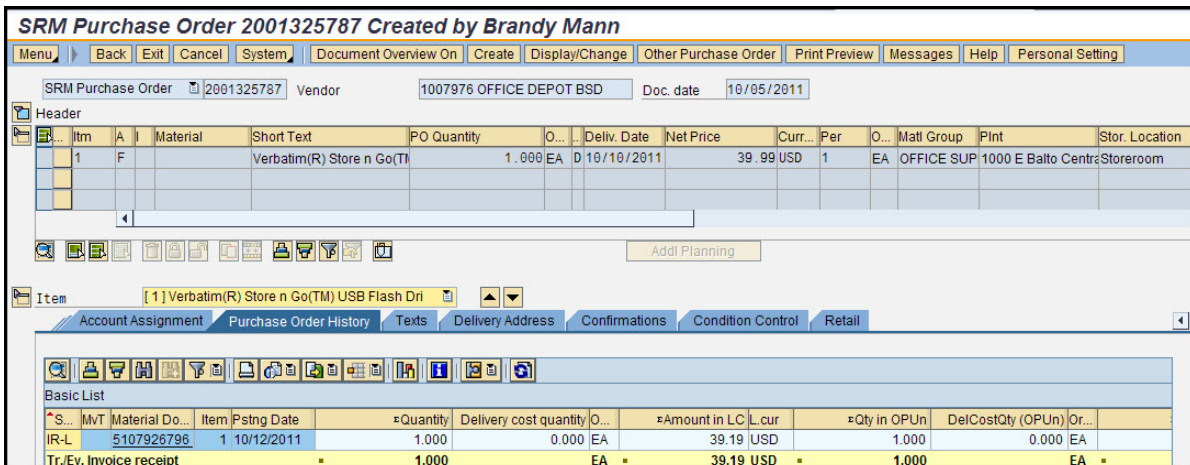 SRM Purchase Order 2001325787 Created by Brandy Mann
Menu Back Exit Cancel System Document Overview On Create Display/Change Other Purchase Order Print Preview Messages Help Personal Setting
SRM Purchase Order 2001325787 Vendor 1007976 OFFICE DEPOT BSD Doc. date 10/05/2011
Header
... Itm A I Material Short Text PO Quantity O... .. Deliv. Date Net Price Curr... Per O... Matl Group Plnt Stor. Location
1 F Verbatim(R) Store n Go(TM 1.000 EA D 10/10/2011 39.99 USD 1 EA OFFICE SUP 1000 E Balto Centra Storeroom
Addl Planning
Item [ 1 ] Verbatim(R) Store n Go(TM) USB Flash Dri
Account Assignment Purchase Order History Texts Delivery Address Confirmations Condition Control Retail
Basic List
S... MvT Material Do... Item Pstng Date ΣQuantity Delivery cost quantity O... ΣAmount in LC L.cur ΣQty in OPUn DelCostQty (OPUn) Or... Σ
IR-L 5107926796 1 10/12/2011 1.000 0.000 EA 39.19 USD 1.000 0.000 EA
Tr./Ev. Invoice receipt 1.000 EA 39.19 USD 1.000 EA